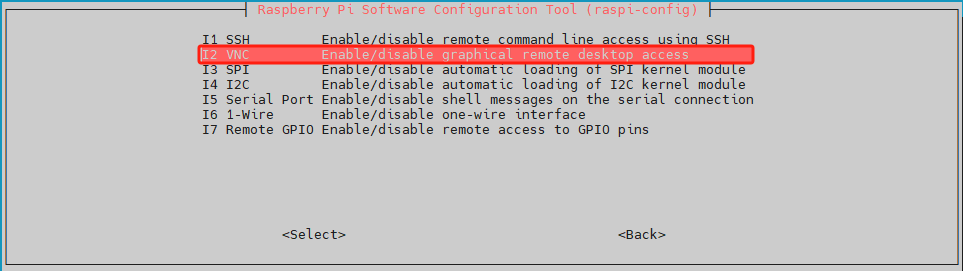 Raspberry Pi Software Configuration Tool (raspi-config)
I1 SSH Enable/disable remote command line access using SSH
I2 VNC Enable/disable graphical remote desktop access
I3 SPI Enable/disable automatic loading of SPI kernel module
I4 I2C Enable/disable automatic loading of I2C kernel module
I5 Serial Port Enable/disable shell messages on the serial connection
I6 1-Wire Enable/disable one-wire interface
I7 Remote GPIO Enable/disable remote access to GPIO pins
<Select> <Back>